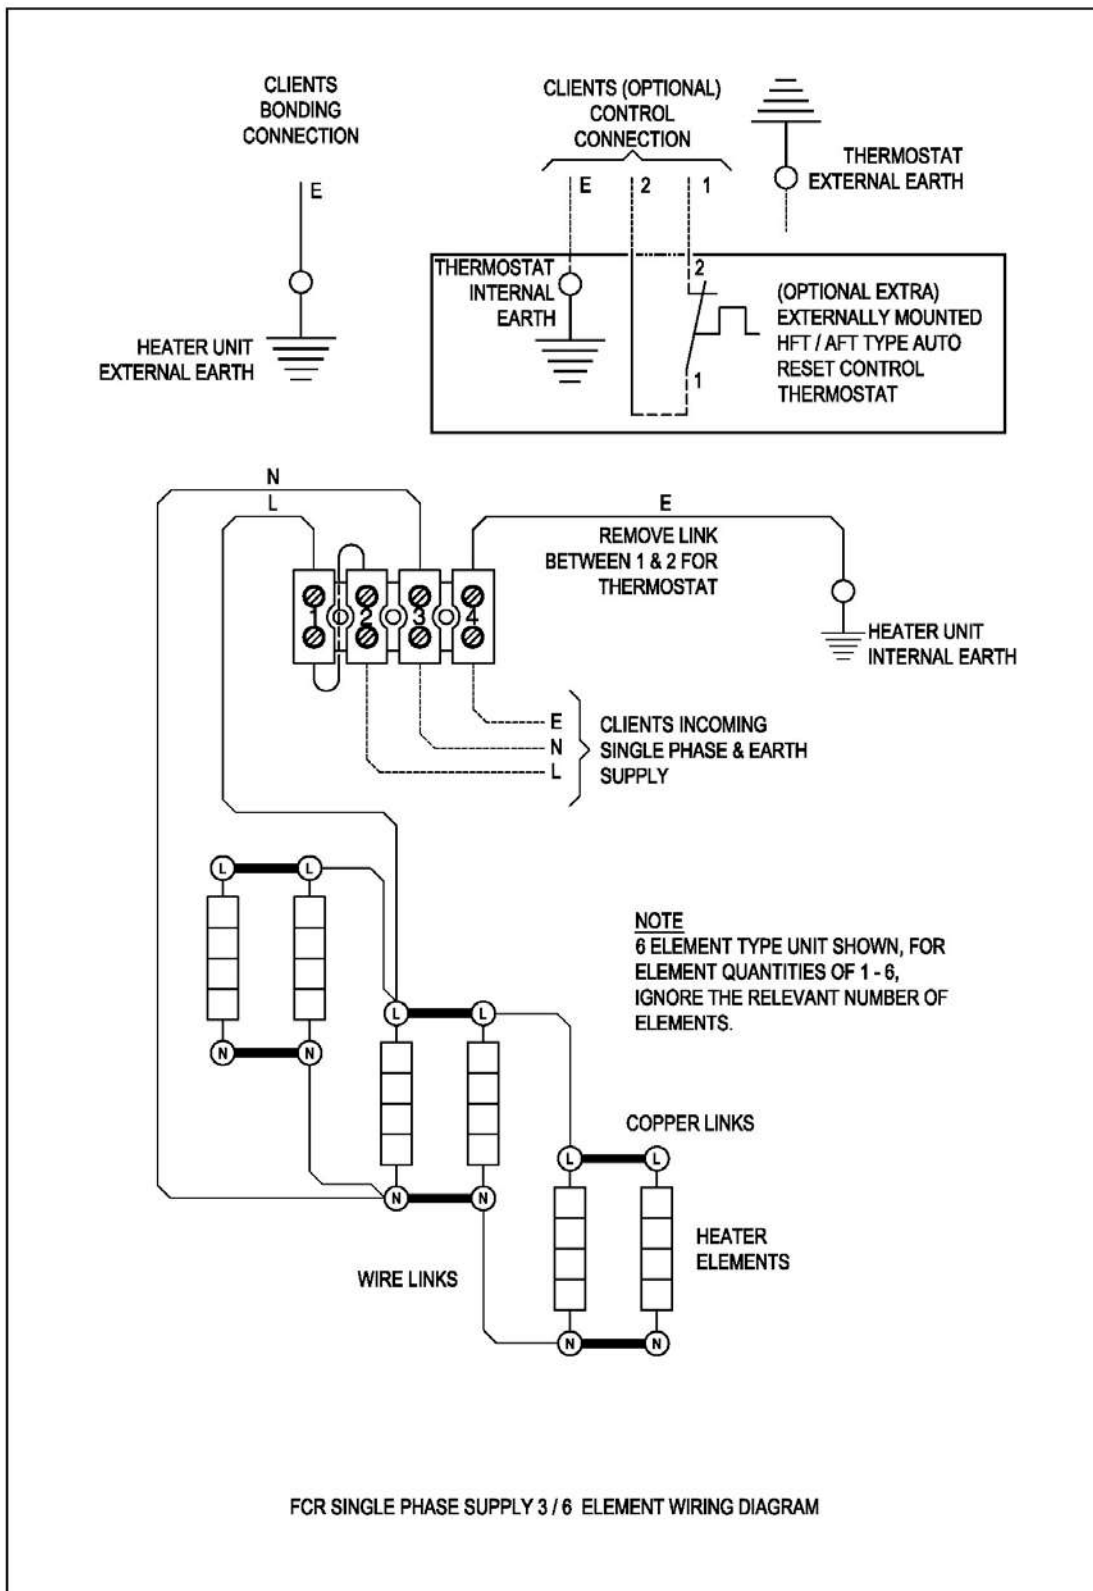 CLIENTS
BONDING
CONNECTION
E
HEATER UNIT
EXTERNAL EARTH
CLIENTS (OPTIONAL)
CONTROL
CONNECTION
E 2 1
THERMOSTAT
EXTERNAL EARTH
THERMOSTAT
INTERNAL
EARTH
2
1
(OPTIONAL EXTRA)
EXTERNALLY MOUNTED
HFT / AFT TYPE AUTO
RESET CONTROL
THERMOSTAT
N
L
E
REMOVE LINK
BETWEEN 1 & 2 FOR
THERMOSTAT
1 2 3 4
HEATER UNIT
INTERNAL EARTH
E
N
L
CLIENTS INCOMING
SINGLE PHASE & EARTH
SUPPLY
L L
N N
L L
N N
L L
N N
NOTE
6 ELEMENT TYPE UNIT SHOWN, FOR
ELEMENT QUANTITIES OF 1 - 6,
IGNORE THE RELEVANT NUMBER OF
ELEMENTS.
COPPER LINKS
HEATER
ELEMENTS
WIRE LINKS
FCR SINGLE PHASE SUPPLY 3 / 6 ELEMENT WIRING DIAGRAM